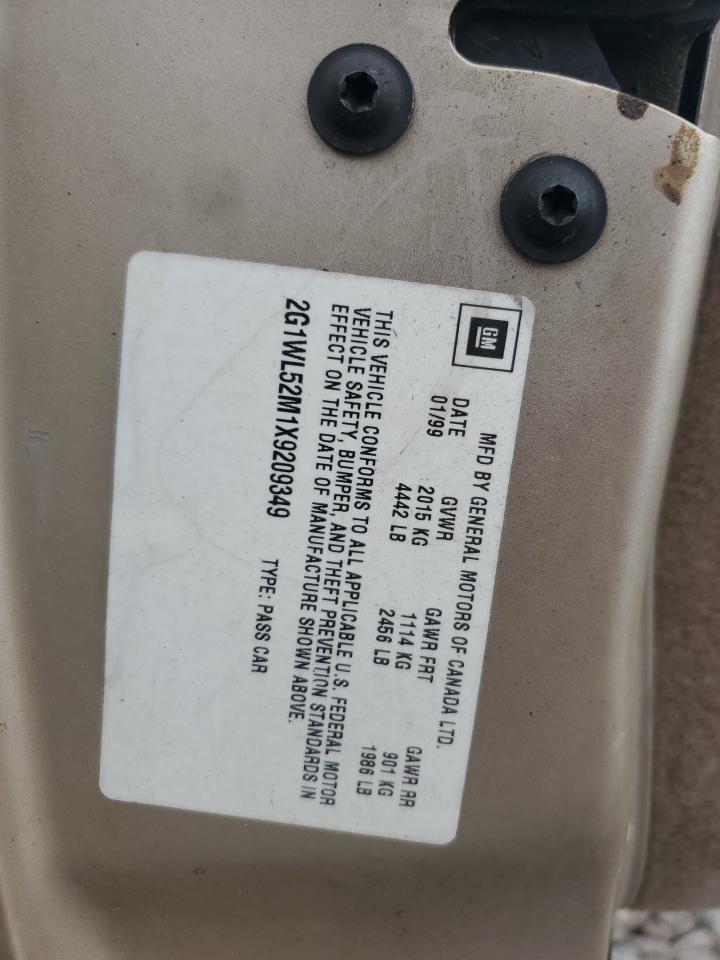 GM
MFD BY GENERAL MOTORS OF CANADA LTD.
DATE GVWR GAWR FRT GAWR RR
01/99 2015 KG 1114 KG 901 KG
4442 LB 2456 LB 1986 LB
THIS VEHICLE CONFORMS TO ALL APPLICABLE U.S. FEDERAL MOTOR
VEHICLE SAFETY, BUMPER, AND THEFT PREVENTION STANDARDS IN
EFFECT ON THE DATE OF MANUFACTURE SHOWN ABOVE.
2G1WL52M1X9209349 TYPE: PASS CAR